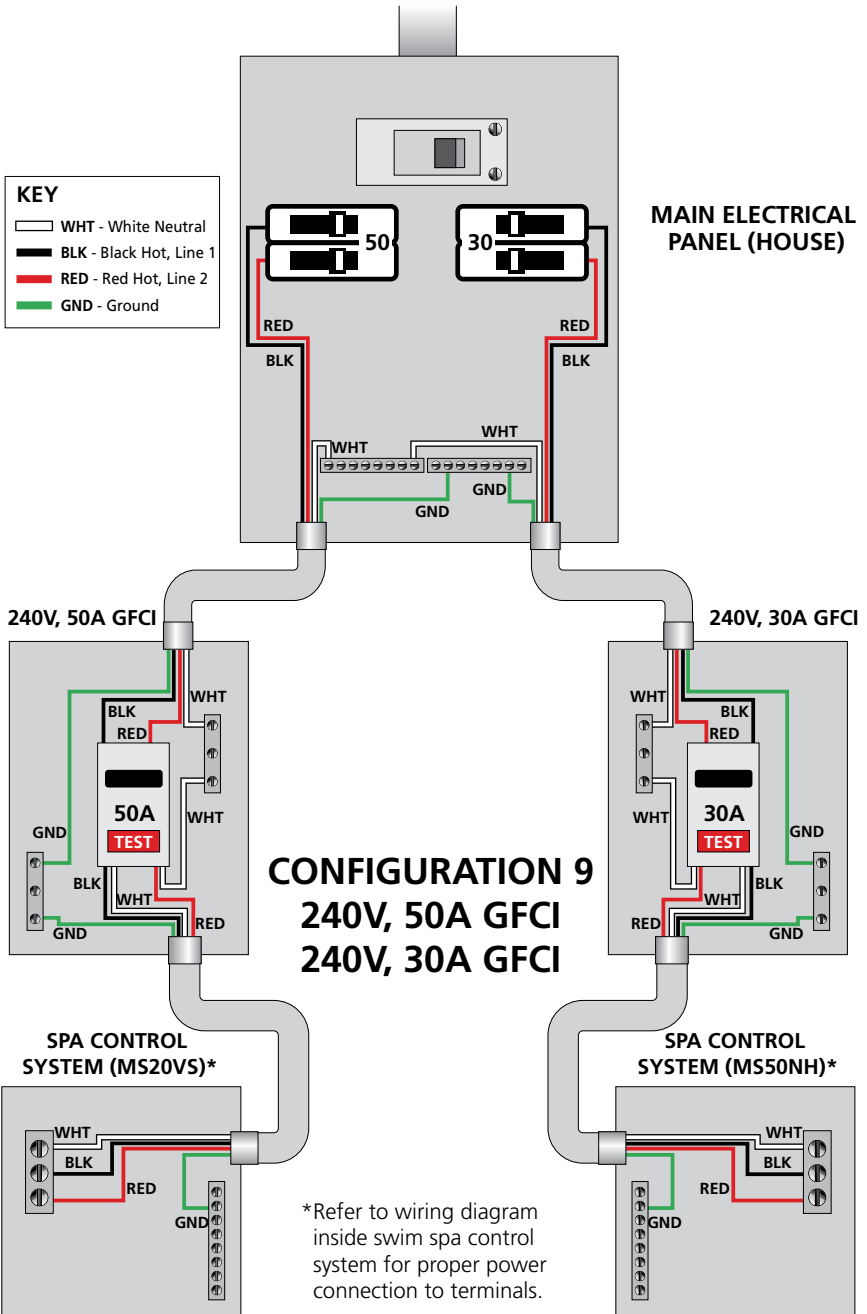 KEY
WHT - White Neutral
BLK - Black Hot, Line 1
RED - Red Hot, Line 2
GND - Ground
MAIN ELECTRICAL
PANEL (HOUSE)
50
30
RED
BLK
RED
BLK
WHT
WHT
GND
GND
240V, 50A GFCI
WHT
BLK
RED
50A
TEST
WHT
GND
BLK
WHT
RED
GND
240V, 30A GFCI
WHT
BLK
RED
30A
TEST
WHT
GND
BLK
WHT
RED
GND
CONFIGURATION 9
240V, 50A GFCI
240V, 30A GFCI
SPA CONTROL
SYSTEM (MS20VS)*
WHT
BLK
RED
GND
SPA CONTROL
SYSTEM (MS50NH)*
WHT
BLK
RED
GND
*Refer to wiring diagram
inside swim spa control
system for proper power
connection to terminals.